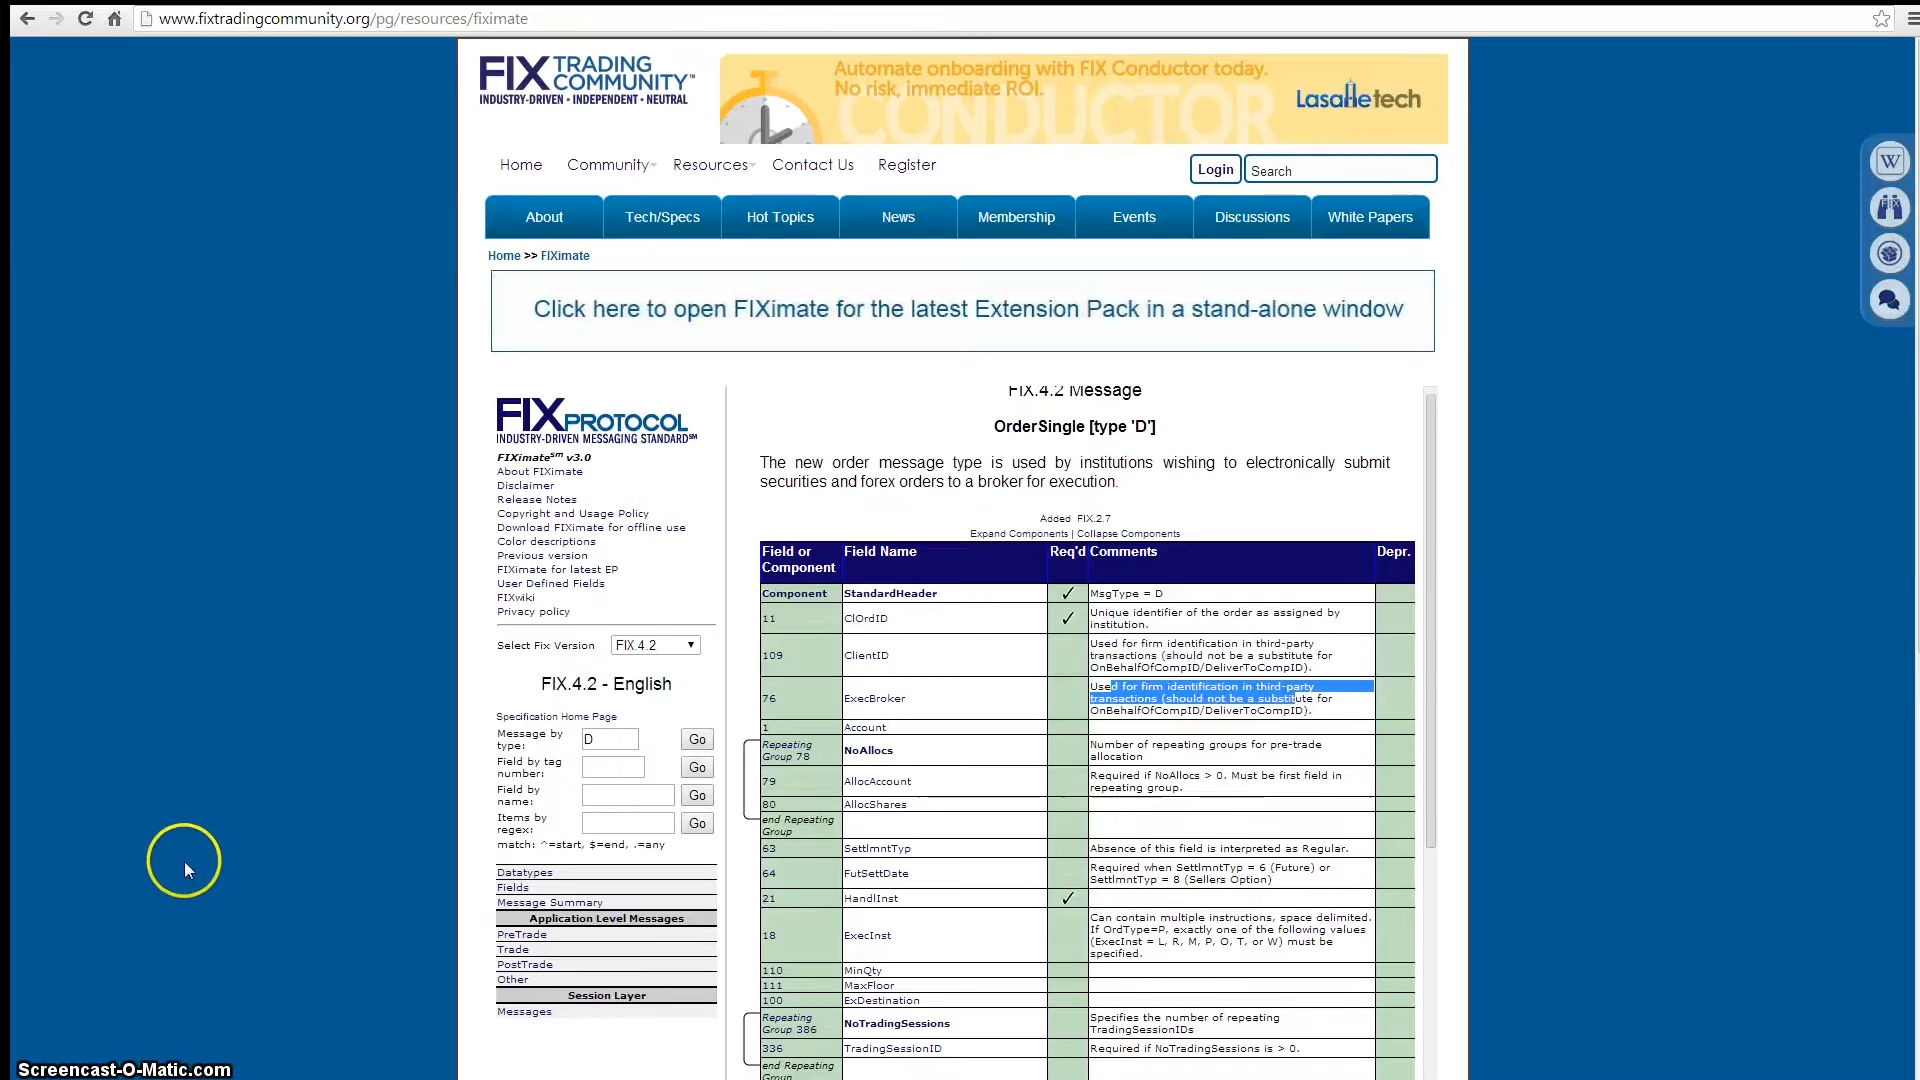 www.fixtradingcommunity.org/pg/resources/fiximate
FIX TRADING COMMUNITY™
INDUSTRY-DRIVEN • INDEPENDENT • NEUTRAL
Automate onboarding with FIX Conductor today.
No risk, immediate ROI.
CONDUCTOR
Lasalletech
Home Community Resources Contact Us Register
Login Search
About Tech/Specs Hot Topics News Membership Events Discussions White Papers
Home >> FIXimate
Click here to open FIXimate for the latest Extension Pack in a stand-alone window
W
FIX
FIX PROTOCOL
INDUSTRY-DRIVEN MESSAGING STANDARD℠
FIXimate℠ v3.0
About FIXimate
Disclaimer
Release Notes
Copyright and Usage Policy
Download FIXimate for offline use
Color descriptions
Previous version
FIXimate for latest EP
User Defined Fields
FIXwiki
Privacy policy
Select Fix Version FIX.4.2
FIX.4.2 - English
Specification Home Page
Message by type: D Go
Field by tag number: Go
Field by name: Go
Items by regex: Go
match: ^=start, $=end, .=any
Datatypes
Fields
Message Summary
Application Level Messages
PreTrade
Trade
PostTrade
Other
Session Layer
Messages
FIX.4.2 Message
OrderSingle [type 'D']
The new order message type is used by institutions wishing to electronically submit
securities and forex orders to a broker for execution.
Added FIX.2.7
Expand Components | Collapse Components
Field or Component Field Name Req'd Comments Depr.
Component StandardHeader ✓ MsgType = D
11 ClOrdID ✓ Unique identifier of the order as assigned by
institution.
109 ClientID Used for firm identification in third-party
transactions (should not be a substitute for
OnBehalfOfCompID/DeliverToCompID).
76 ExecBroker Used for firm identification in third-party
transactions (should not be a substitute for
OnBehalfOfCompID/DeliverToCompID).
1 Account
Repeating Group 78 NoAllocs Number of repeating groups for pre-trade
allocation
79 AllocAccount Required if NoAllocs > 0. Must be first field in
repeating group.
80 AllocShares
end Repeating Group
63 SettlmntTyp Absence of this field is interpreted as Regular.
64 FutSettDate Required when SettlmntTyp = 6 (Future) or
SettlmntTyp = 8 (Sellers Option)
21 HandlInst ✓
18 ExecInst Can contain multiple instructions, space delimited.
If OrdType=P, exactly one of the following values
(ExecInst = L, R, M, P, O, T, or W) must be
specified.
110 MinQty
111 MaxFloor
100 ExDestination
Repeating Group 386 NoTradingSessions Specifies the number of repeating
TradingSessionIDs
336 TradingSessionID Required if NoTradingSessions is > 0.
end Repeating Group
Screencast-O-Matic.com